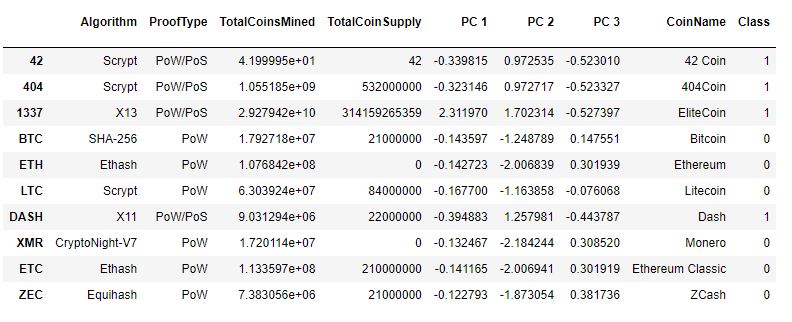 Algorithm ProofType TotalCoinsMined TotalCoinSupply PC 1 PC 2 PC 3 CoinName Class
42 Scrypt PoW/PoS 4.199995e+01 42 -0.339815 0.972535 -0.523010 42 Coin 1
404 Scrypt PoW/PoS 1.055185e+09 532000000 -0.323146 0.972717 -0.523327 404Coin 1
1337 X13 PoW/PoS 2.927942e+10 314159265359 2.311970 1.702314 -0.527397 EliteCoin 1
BTC SHA-256 PoW 1.792718e+07 21000000 -0.143597 -1.248789 0.147551 Bitcoin 0
ETH Ethash PoW 1.076842e+08 0 -0.142723 -2.006839 0.301939 Ethereum 0
LTC Scrypt PoW 6.303924e+07 84000000 -0.167700 -1.163858 -0.076068 Litecoin 0
DASH X11 PoW/PoS 9.031294e+06 22000000 -0.394883 1.257981 -0.443787 Dash 1
XMR CryptoNight-V7 PoW 1.720114e+07 0 -0.132467 -2.184244 0.308520 Monero 0
ETC Ethash PoW 1.133597e+08 210000000 -0.141165 -2.006941 0.301919 Ethereum Classic 0
ZEC Equihash PoW 7.383056e+06 21000000 -0.122793 -1.873054 0.381736 ZCash 0